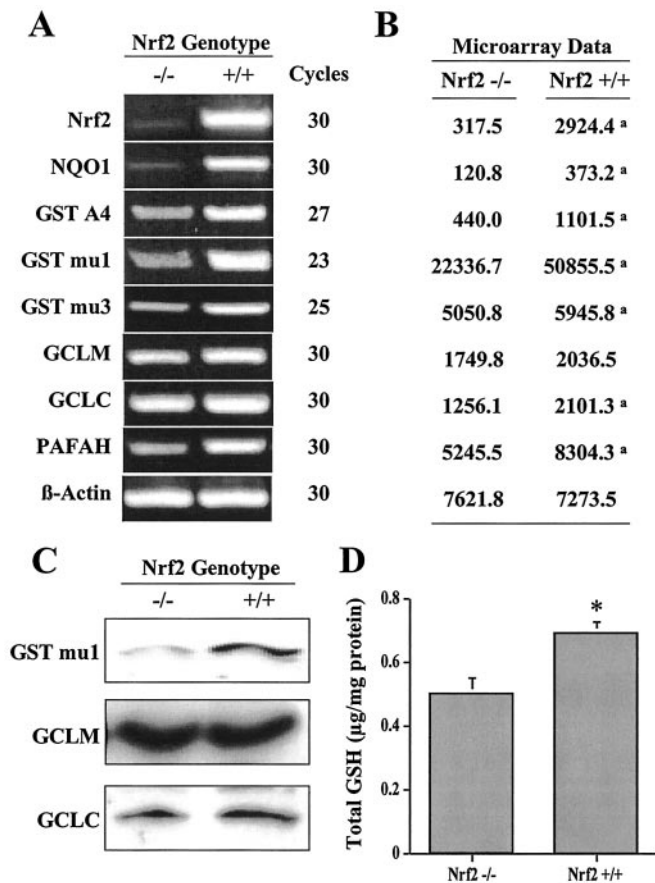 A
Nrf2 Genotype
-/- +/+ Cycles
Nrf2 30
NQO1 30
GST A4 27
GST mu1 23
GST mu3 25
GCLM 30
GCLC 30
PAFAH 30
ß-Actin 30
B
Microarray Data
Nrf2 -/- Nrf2 +/+
317.5 2924.4 a
120.8 373.2 a
440.0 1101.5 a
22336.7 50855.5 a
5050.8 5945.8 a
1749.8 2036.5
1256.1 2101.3 a
5245.5 8304.3 a
7621.8 7273.5
C
Nrf2 Genotype
-/- +/+
GST mu1
GCLM
GCLC
D
Total GSH (µg/mg protein)
0.8
0.6
0.4
0.2
0
*
Nrf2 -/- Nrf2 +/+